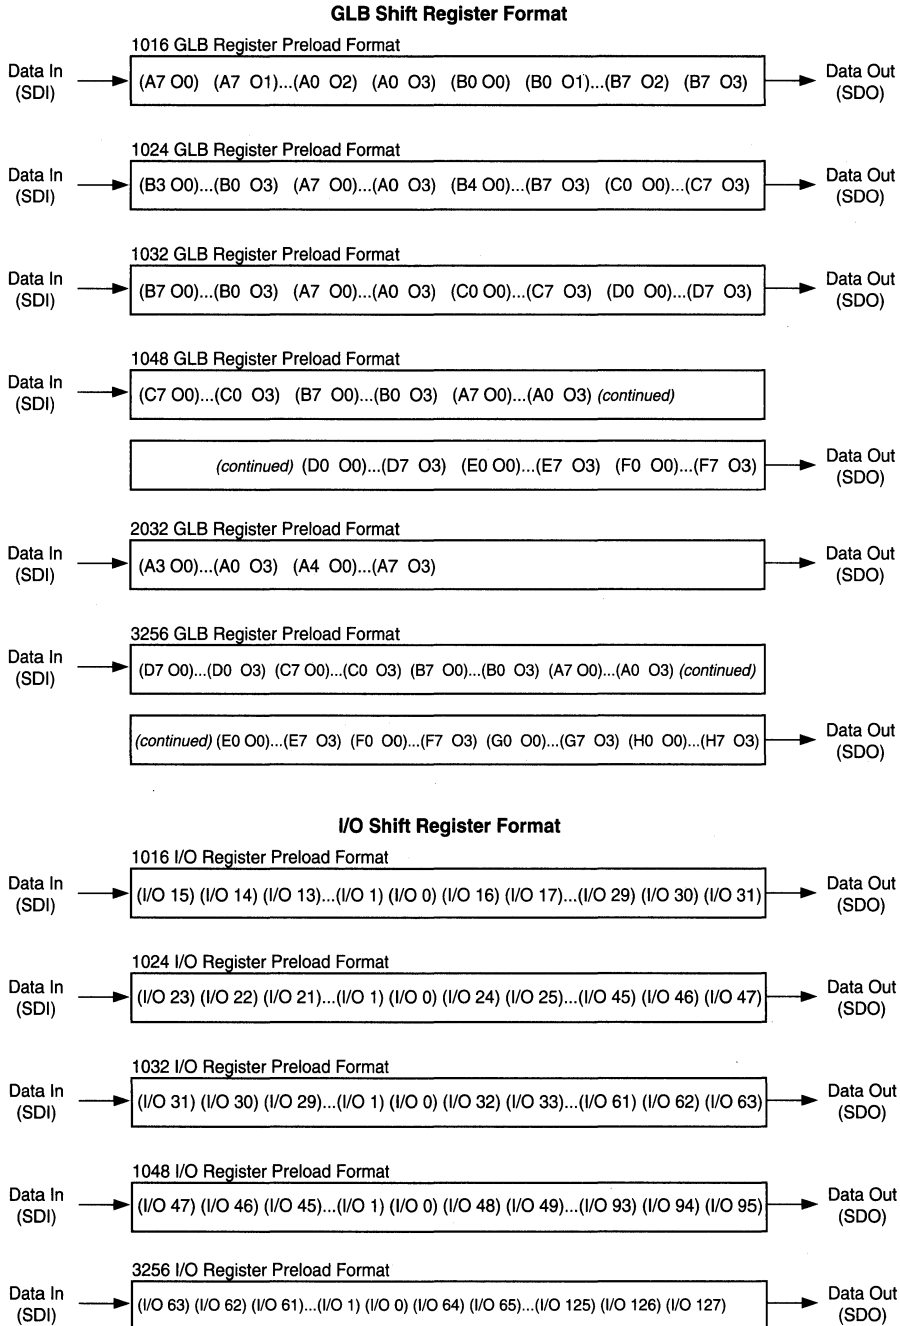 GLB Shift Register Format
1016 GLB Register Preload Format
Data In
(SDI)
(A7 O0) (A7 O1)...(A0 O2) (A0 O3) (B0 O0) (B0 O1)...(B7 O2) (B7 O3)
Data Out
(SDO)
1024 GLB Register Preload Format
Data In
(SDI)
(B3 O0)...(B0 O3) (A7 O0)...(A0 O3) (B4 O0)...(B7 O3) (C0 O0)...(C7 O3)
Data Out
(SDO)
1032 GLB Register Preload Format
Data In
(SDI)
(B7 O0)...(B0 O3) (A7 O0)...(A0 O3) (C0 O0)...(C7 O3) (D0 O0)...(D7 O3)
Data Out
(SDO)
1048 GLB Register Preload Format
Data In
(SDI)
(C7 O0)...(C0 O3) (B7 O0)...(B0 O3) (A7 O0)...(A0 O3) (continued)
(continued) (D0 O0)...(D7 O3) (E0 O0)...(E7 O3) (F0 O0)...(F7 O3)
Data Out
(SDO)
2032 GLB Register Preload Format
Data In
(SDI)
(A3 O0)...(A0 O3) (A4 O0)...(A7 O3)
Data Out
(SDO)
3256 GLB Register Preload Format
Data In
(SDI)
(D7 O0)...(D0 O3) (C7 O0)...(C0 O3) (B7 O0)...(B0 O3) (A7 O0)...(A0 O3) (continued)
(continued) (E0 O0)...(E7 O3) (F0 O0)...(F7 O3) (G0 O0)...(G7 O3) (H0 O0)...(H7 O3)
Data Out
(SDO)
I/O Shift Register Format
1016 I/O Register Preload Format
Data In
(SDI)
(I/O 15) (I/O 14) (I/O 13)...(I/O 1) (I/O 0) (I/O 16) (I/O 17)...(I/O 29) (I/O 30) (I/O 31)
Data Out
(SDO)
1024 I/O Register Preload Format
Data In
(SDI)
(I/O 23) (I/O 22) (I/O 21)...(I/O 1) (I/O 0) (I/O 24) (I/O 25)...(I/O 45) (I/O 46) (I/O 47)
Data Out
(SDO)
1032 I/O Register Preload Format
Data In
(SDI)
(I/O 31) (I/O 30) (I/O 29)...(I/O 1) (I/O 0) (I/O 32) (I/O 33)...(I/O 61) (I/O 62) (I/O 63)
Data Out
(SDO)
1048 I/O Register Preload Format
Data In
(SDI)
(I/O 47) (I/O 46) (I/O 45)...(I/O 1) (I/O 0) (I/O 48) (I/O 49)...(I/O 93) (I/O 94) (I/O 95)
Data Out
(SDO)
3256 I/O Register Preload Format
Data In
(SDI)
(I/O 63) (I/O 62) (I/O 61)...(I/O 1) (I/O 0) (I/O 64) (I/O 65)...(I/O 125) (I/O 126) (I/O 127)
Data Out
(SDO)